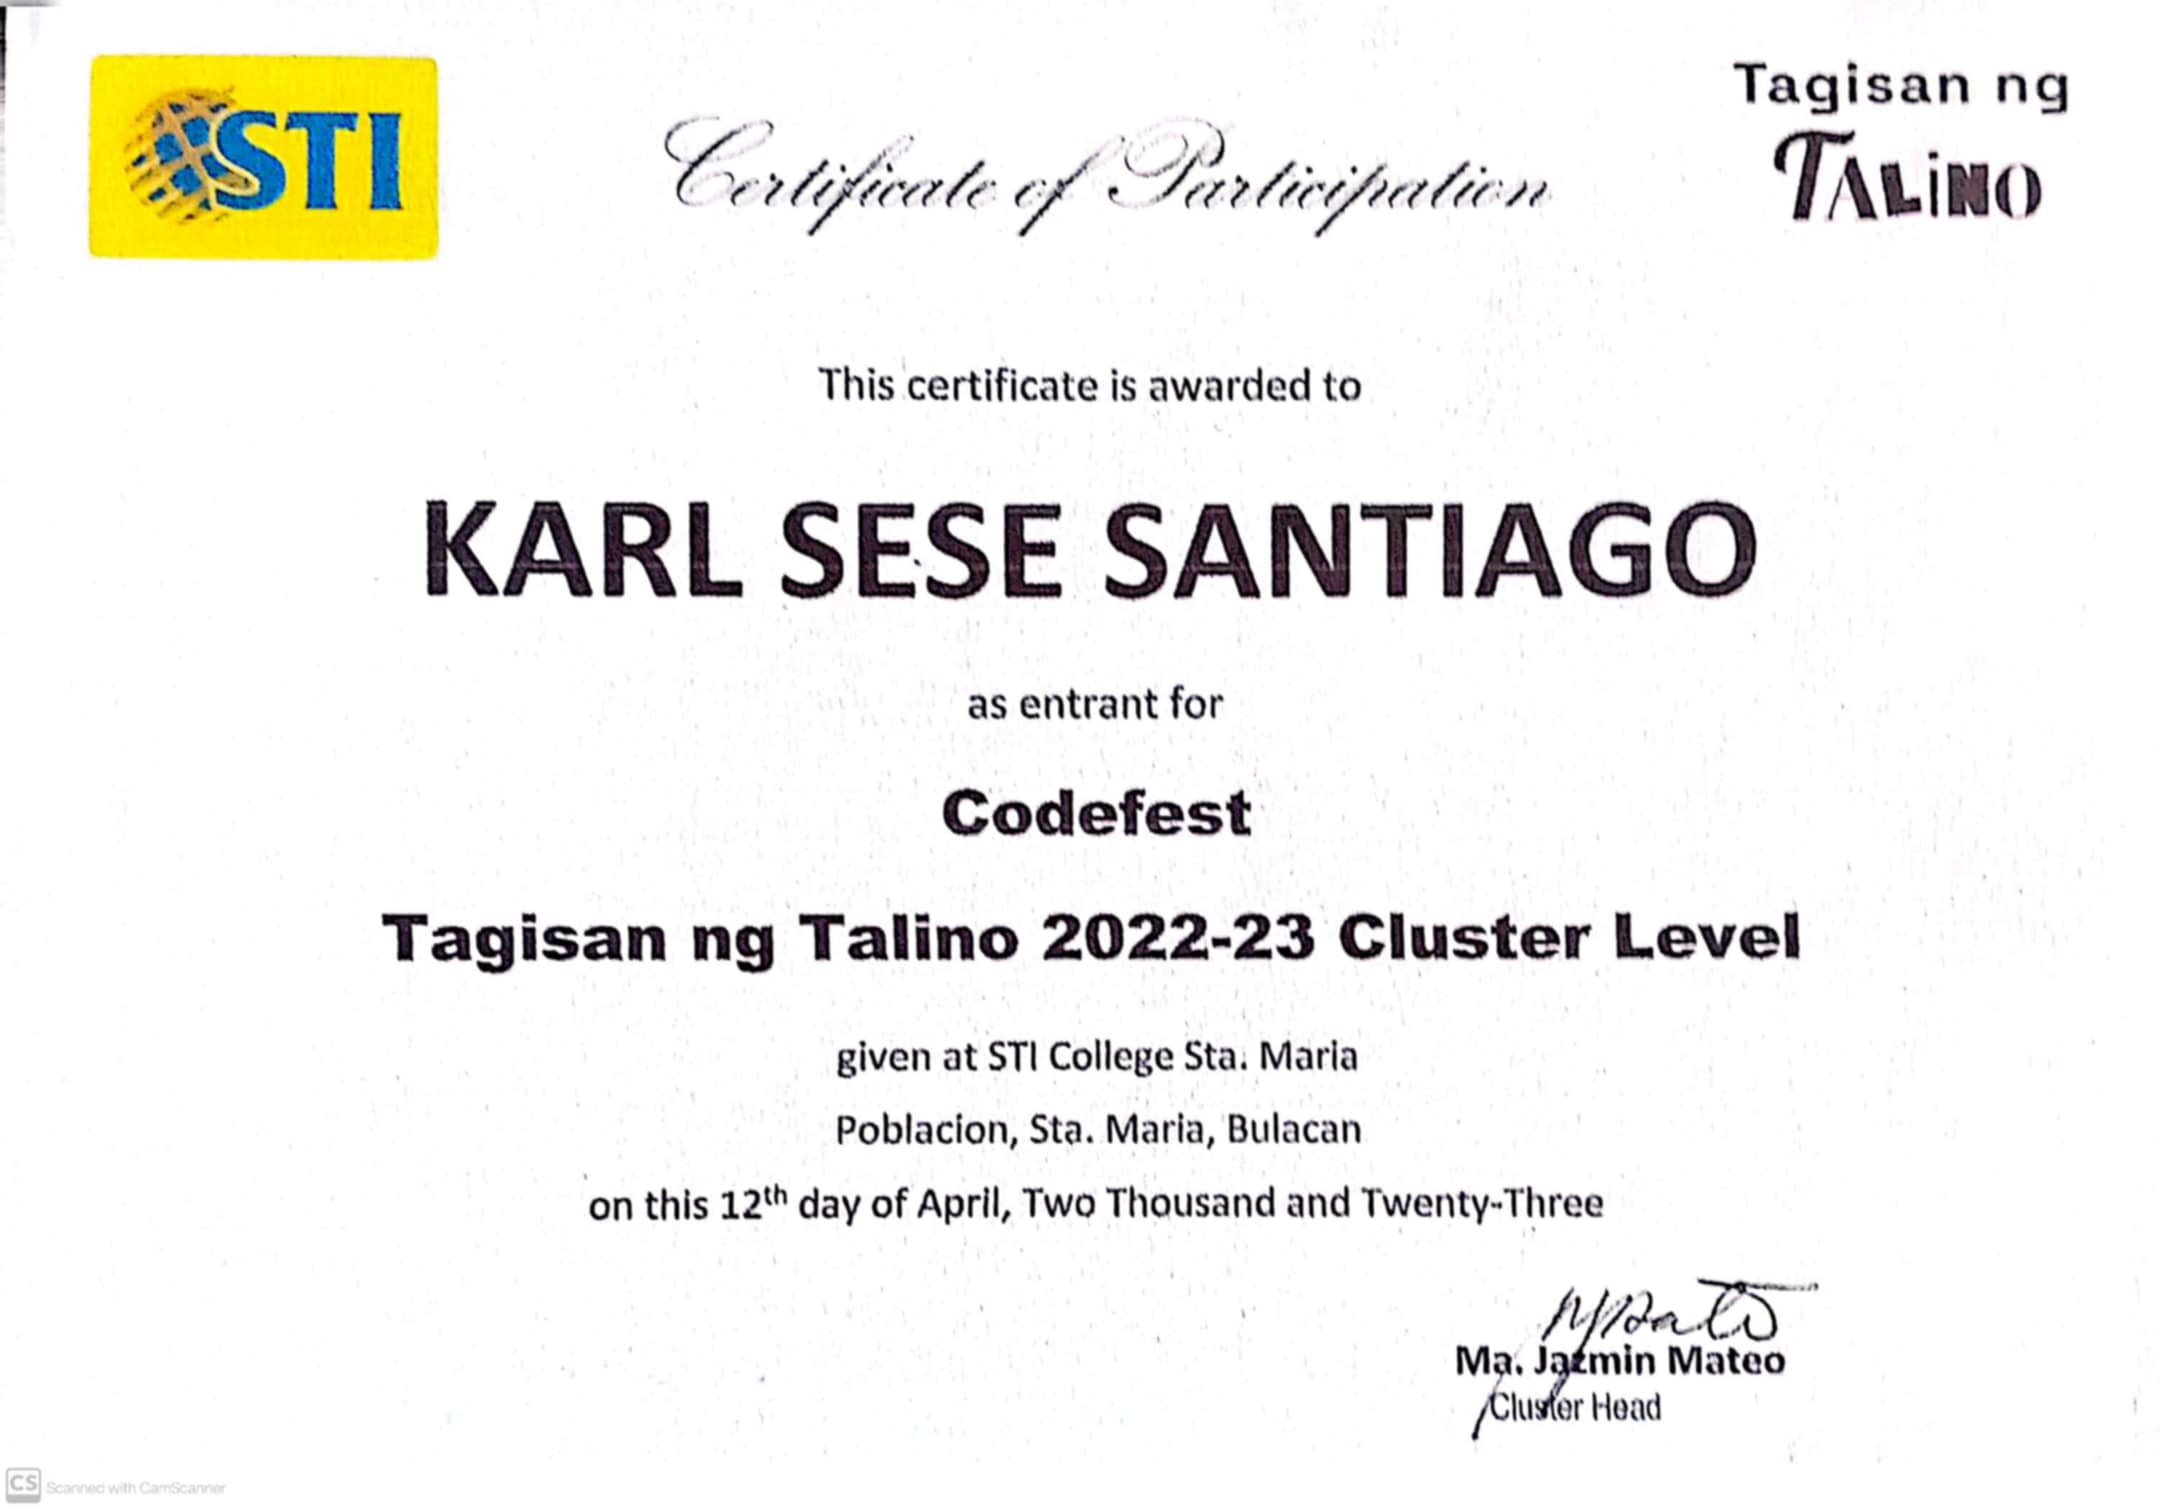 STI
Certificate of Participation
Tagisan ng
TALiNO
This certificate is awarded to
KARL SESE SANTIAGO
as entrant for
Codefest
Tagisan ng Talino 2022-23 Cluster Level
given at STI College Sta. Maria
Poblacion, Sta. Maria, Bulacan
on this 12th day of April, Two Thousand and Twenty-Three
Ma. Jazmin Mateo
Cluster Head
CS Scanned with CamScanner